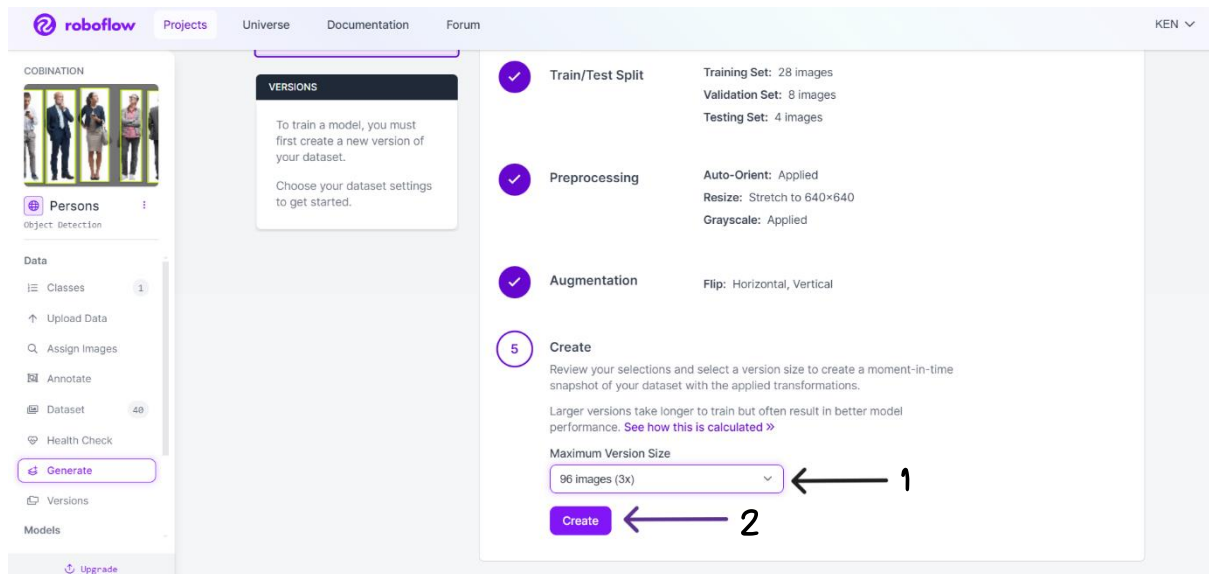 roboflow
Projects
Universe
Documentation
Forum
KEN
COBINATION
Persons
Object Detection
Data
Classes 1
Upload Data
Assign Images
Annotate
Dataset 40
Health Check
Generate
Versions
Models
Upgrade
VERSIONS
To train a model, you must
first create a new version of
your dataset.
Choose your dataset settings
to get started.
Train/Test Split
Training Set: 28 images
Validation Set: 8 images
Testing Set: 4 images
Preprocessing
Auto-Orient: Applied
Resize: Stretch to 640×640
Grayscale: Applied
Augmentation
Flip: Horizontal, Vertical
5 Create
Review your selections and select a version size to create a moment-in-time
snapshot of your dataset with the applied transformations.
Larger versions take longer to train but often result in better model
performance. See how this is calculated »
Maximum Version Size
96 images (3x)
1
Create
2